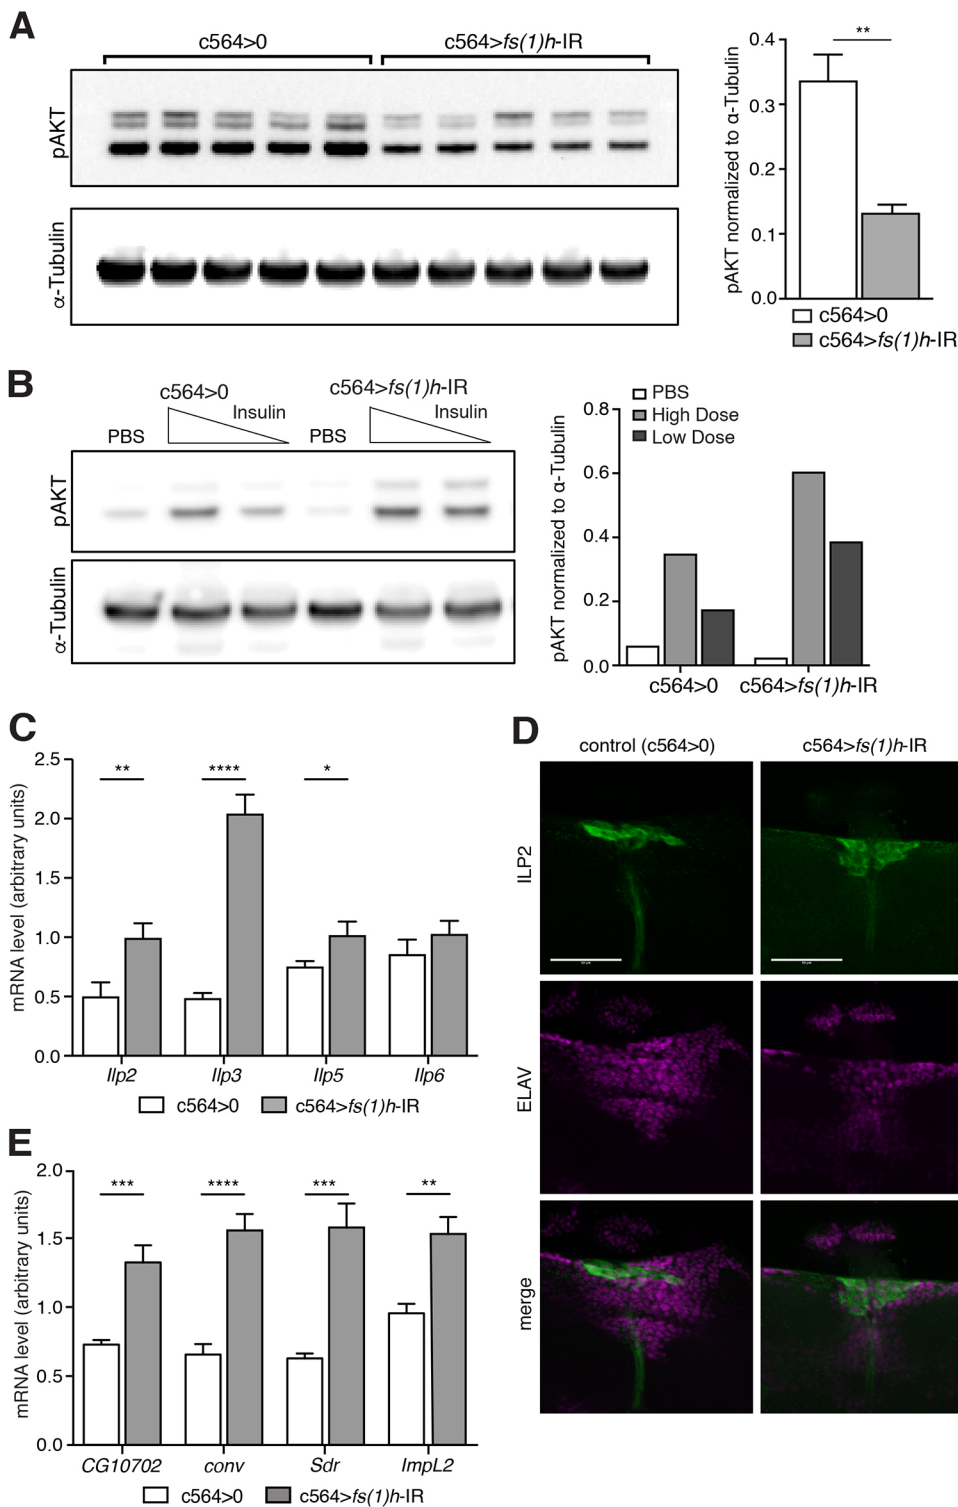 A
c564>0
c564>fs(1)h-IR
pAKT
α-Tubulin
pAKT normalized to α-Tubulin
0.4
0.3
0.2
0.1
0.0
**
c564>0
c564>fs(1)h-IR
B
c564>0
c564>fs(1)h-IR
PBS
Insulin
PBS
Insulin
pAKT
α-Tubulin
pAKT normalized to α-Tubulin
0.8
0.6
0.4
0.2
0.0
PBS
High Dose
Low Dose
c564>0
c564>fs(1)h-IR
C
mRNA level (arbitrary units)
2.5
2.0
1.5
1.0
0.5
0.0
**
****
*
Ilp2
Ilp3
Ilp5
Ilp6
c564>0
c564>fs(1)h-IR
D
control (c564>0)
c564>fs(1)h-IR
ILP2
ELAV
merge
E
mRNA level (arbitrary units)
2.0
1.5
1.0
0.5
0.0
***
****
***
**
CG10702
conv
Sdr
ImpL2
c564>0
c564>fs(1)h-IR